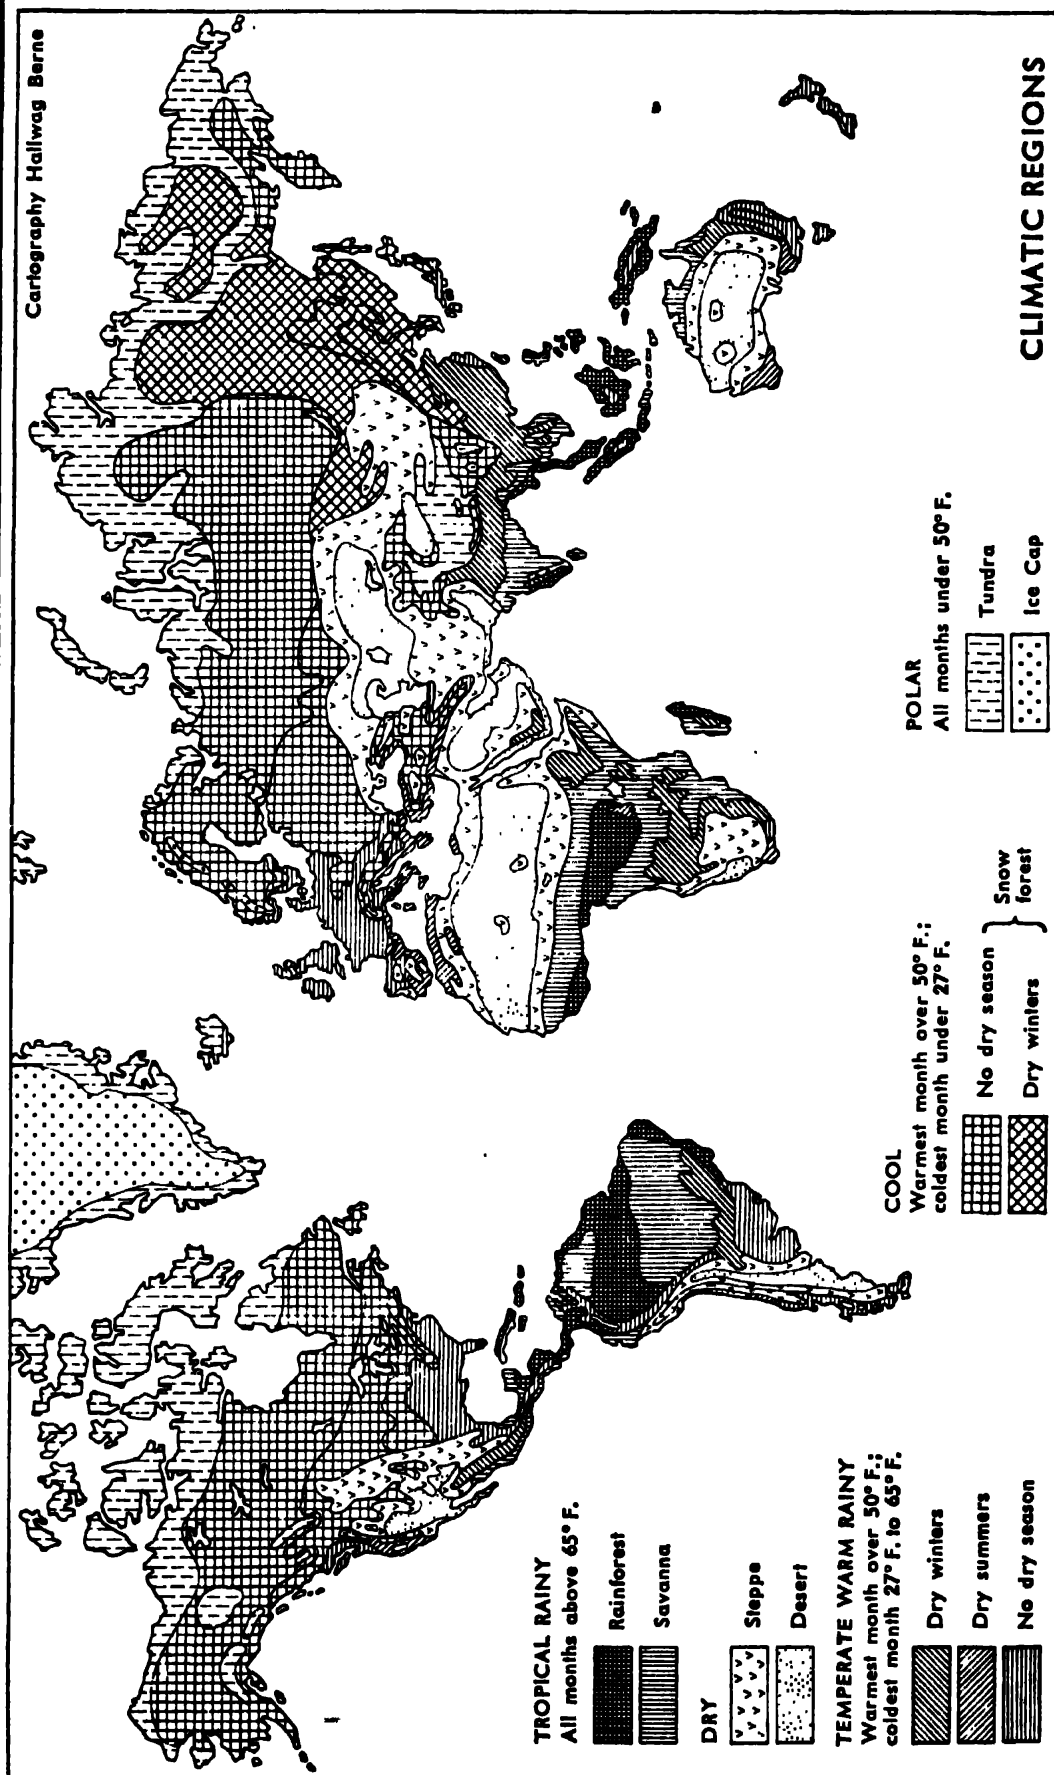 Cartography Hallwag Berne
TROPICAL RAINY
All months above 65° F.
Rainforest
Savanna
DRY
Steppe
Desert
TEMPERATE WARM RAINY
Warmest month over 50° F.;
coldest month 27° F. to 65° F.
Dry winters
Dry summers
No dry season
COOL
Warmest month over 50° F.;
coldest month under 27° F.
No dry season
Dry winters
Snow
forest
POLAR
All months under 50° F.
Tundra
Ice Cap
CLIMATIC REGIONS